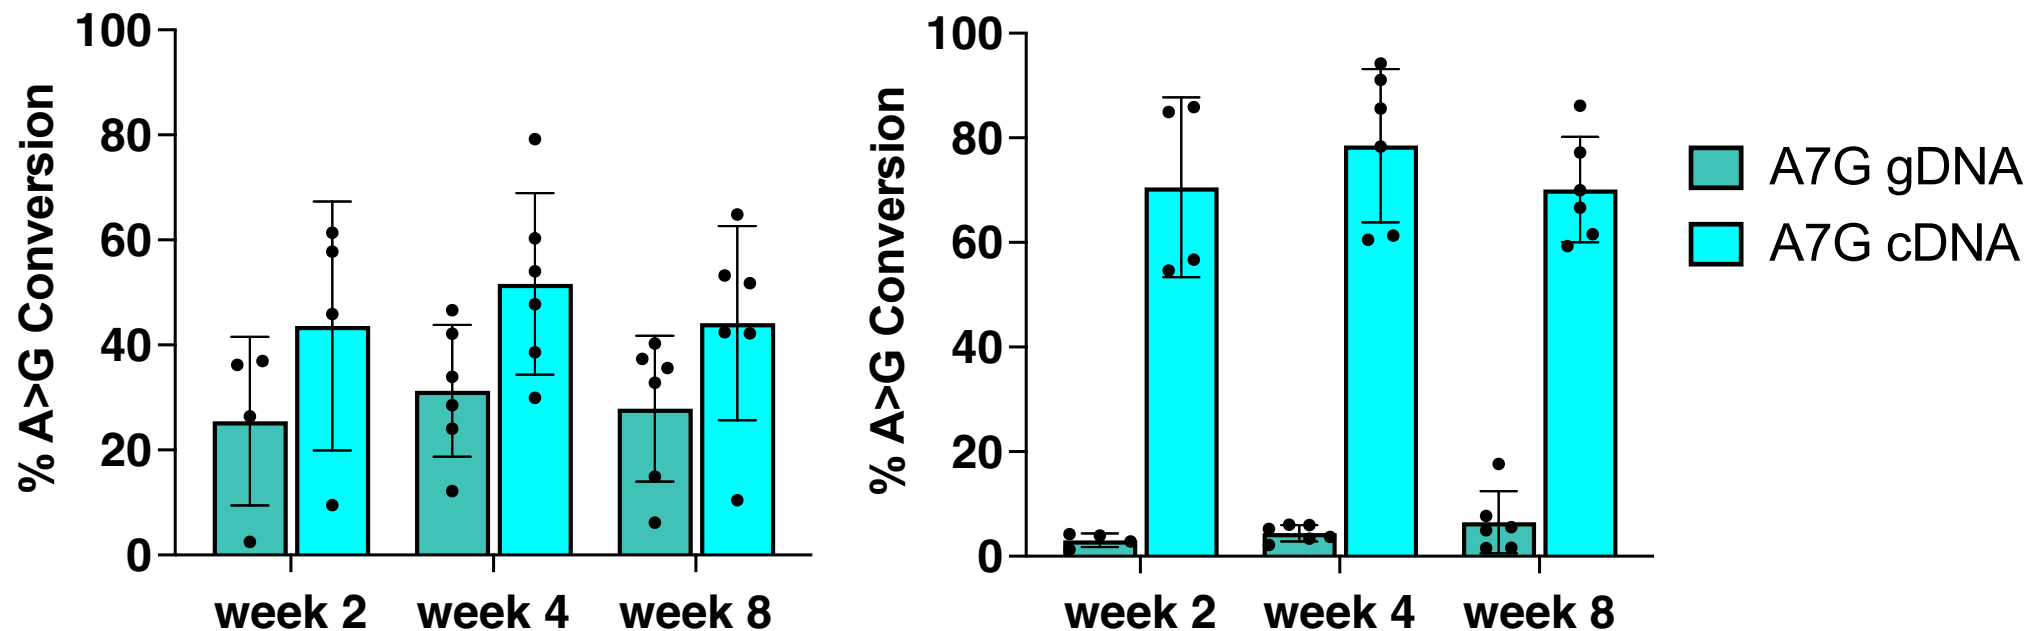 % A>G Conversion
100
80
60
40
20
0
week 2
week 4
week 8
% A>G Conversion
100
80
60
40
20
0
week 2
week 4
week 8
A7G gDNA
A7G cDNA